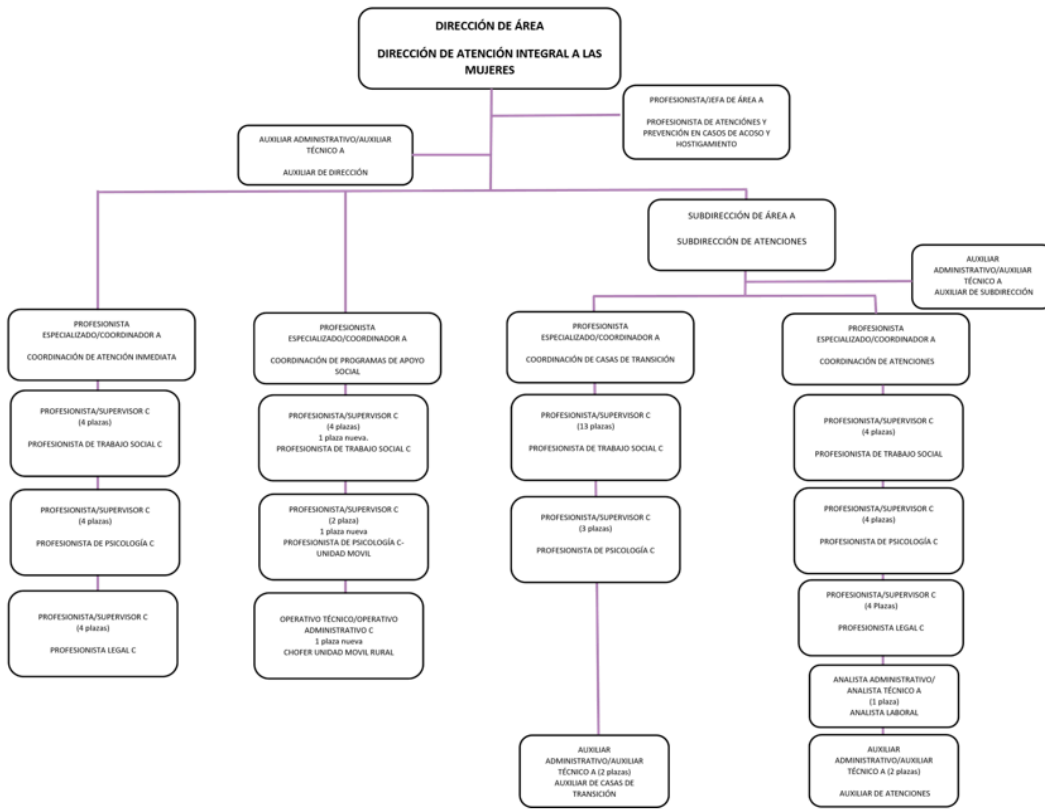 DIRECCIÓN DE ÁREA
DIRECCIÓN DE ATENCIÓN INTEGRAL A LAS
MUJERES
PROFESIONISTA/JEFA DE ÁREA A
PROFESIONISTA DE ATENCIÓNES Y
PREVENCIÓN EN CASOS DE ACOSO Y
HOSTIGAMIENTO
AUXILIAR ADMINISTRATIVO/AUXILIAR
TÉCNICO A
AUXILIAR DE DIRECCIÓN
SUBDIRECCIÓN DE ÁREA A
SUBDIRECCIÓN DE ATENCIONES
AUXILIAR
ADMINISTRATIVO/AUXILIAR
TÉCNICO A
AUXILIAR DE SUBDIRECCIÓN
PROFESIONISTA
ESPECIALIZADO/COORDINADOR A
COORDINACIÓN DE ATENCIÓN INMEDIATA
PROFESIONISTA/SUPERVISOR C
(4 plazas)
PROFESIONISTA DE TRABAJO SOCIAL C
PROFESIONISTA/SUPERVISOR C
(4 plazas)
PROFESIONISTA DE PSICOLOGÍA C
PROFESIONISTA/SUPERVISOR C
(4 plazas)
PROFESIONISTA LEGAL C
PROFESIONISTA
ESPECIALIZADO/COORDINADOR A
COORDINACIÓN DE PROGRAMAS DE APOYO
SOCIAL
PROFESIONISTA/SUPERVISOR C
(4 plazas)
1 plaza nueva.
PROFESIONISTA DE TRABAJO SOCIAL C
PROFESIONISTA/SUPERVISOR C
(2 plaza)
1 plaza nueva
PROFESIONISTA DE PSICOLOGÍA C-
UNIDAD MOVIL
OPERATIVO TÉCNICO/OPERATIVO
ADMINISTRATIVO C
1 plaza nueva
CHOFER UNIDAD MOVIL RURAL
PROFESIONISTA
ESPECIALIZADO/COORDINADOR A
COORDINACIÓN DE CASAS DE TRANSICIÓN
PROFESIONISTA/SUPERVISOR C
(13 plazas)
PROFESIONISTA DE TRABAJO SOCIAL C
PROFESIONISTA/SUPERVISOR C
(3 plazas)
PROFESIONISTA DE PSICOLOGÍA C
AUXILIAR
ADMINISTRATIVO/AUXILIAR
TÉCNICO A (2 plazas)
AUXILIAR DE CASAS DE
TRANSICIÓN
PROFESIONISTA
ESPECIALIZADO/COORDINADOR A
COORDINACIÓN DE ATENCIONES
PROFESIONISTA/SUPERVISOR C
(4 plazas)
PROFESIONISTA DE TRABAJO SOCIAL
PROFESIONISTA/SUPERVISOR C
(4 plazas)
PROFESIONISTA DE PSICOLOGÍA C
PROFESIONISTA/SUPERVISOR C
(4 Plazas)
PROFESIONISTA LEGAL C
ANALISTA ADMINISTRATIVO/
ANALISTA TÉCNICO A
(1 plaza)
ANALISTA LABORAL
AUXILIAR
ADMINISTRATIVO/AUXILIAR
TÉCNICO A (2 plazas)
AUXILIAR DE ATENCIONES